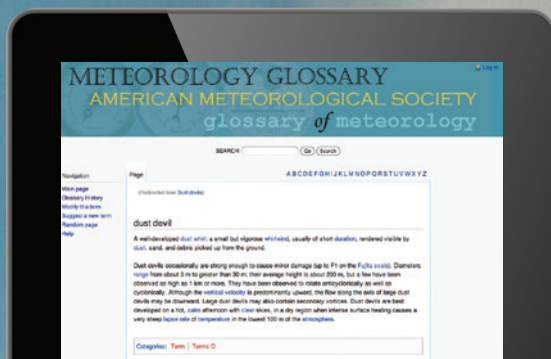 METEOROLOGY GLOSSARY
Log in
AMERICAN METEOROLOGICAL SOCIETY
glossary of meteorology
SEARCH Go Search
Navigation
Main page
Glossary History
Modify this term
Suggest a new term
Random page
Help
Page
A B C D E F G H I J K L M N O P Q R S T U V W X Y Z
(Redirected from Dustdevils)
dust devil
A well-developed dust whirl; a small but vigorous whirlwind, usually of short duration, rendered visible by
dust, sand, and debris picked up from the ground.
Dust devils occasionally are strong enough to cause minor damage (up to F1 on the Fujita scale). Diameters
range from about 3 m to greater than 30 m; their average height is about 200 m, but a few have been
observed as high as 1 km or more. They have been observed to rotate anticyclonically as well as
cyclonically. Although the vertical velocity is predominantly upward, the flow along the axis of large dust
devils may be downward. Large dust devils may also contain secondary vortices. Dust devils are best
developed on a hot, calm afternoon with clear skies, in a dry region when intense surface heating causes a
very steep lapse rate of temperature in the lowest 100 m of the atmosphere.
Categories: Term | Terms D